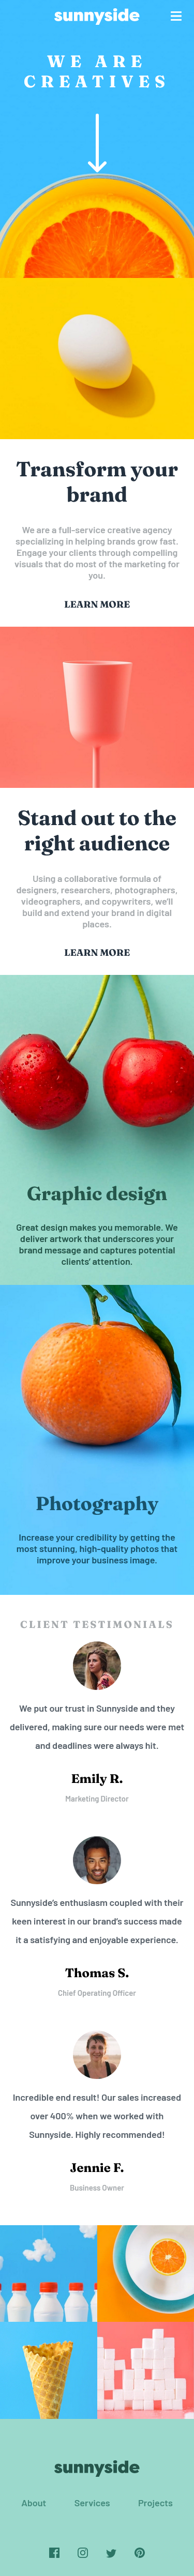 sunnyside
WE ARE
CREATIVES
Transform your
brand
We are a full-service creative agency
specializing in helping brands grow fast.
Engage your clients through compelling
visuals that do most of the marketing for
you.
LEARN MORE
Stand out to the
right audience
Using a collaborative formula of
designers, researchers, photographers,
videographers, and copywriters, we’ll
build and extend your brand in digital
places.
LEARN MORE
Graphic design
Great design makes you memorable. We
deliver artwork that underscores your
brand message and captures potential
clients’ attention.
Photography
Increase your credibility by getting the
most stunning, high-quality photos that
improve your business image.
CLIENT TESTIMONIALS
We put our trust in Sunnyside and they
delivered, making sure our needs were met
and deadlines were always hit.
Emily R.
Marketing Director
Sunnyside’s enthusiasm coupled with their
keen interest in our brand’s success made
it a satisfying and enjoyable experience.
Thomas S.
Chief Operating Officer
Incredible end result! Our sales increased
over 400% when we worked with
Sunnyside. Highly recommended!
Jennie F.
Business Owner
sunnyside
About Services Projects